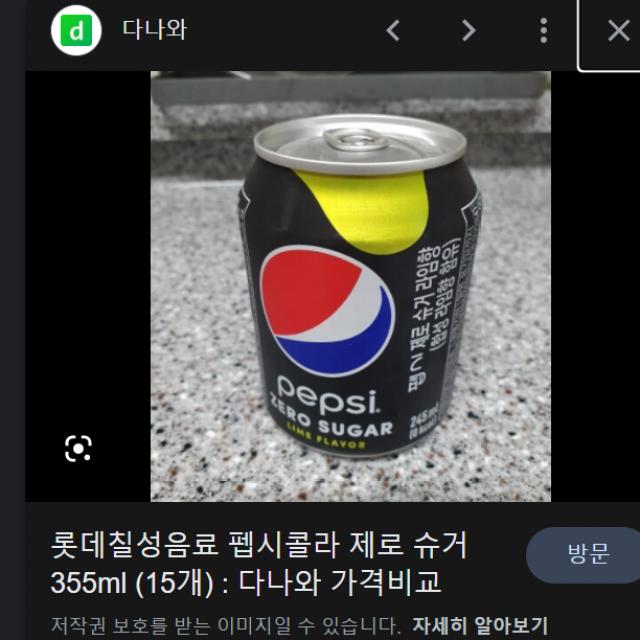 d 다나와
펩시 제로 슈거 라임향
(합성 라임향 함유)
pepsi
ZERO SUGAR
LIME FLAVOR
245ml
롯데칠성음료 펩시콜라 제로 슈거
355ml (15개) : 다나와 가격비교
방문
저작권 보호를 받는 이미지일 수 있습니다. 자세히 알아보기